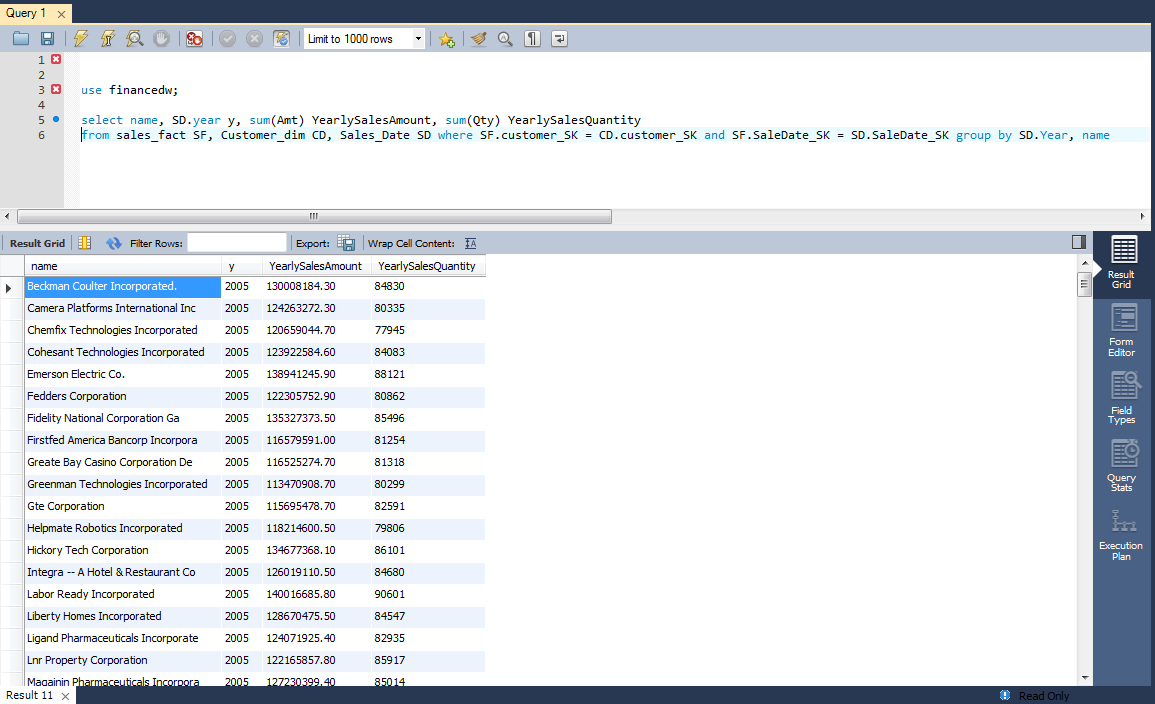 Query 1
Limit to 1000 rows
1
2
3 use financedw;
4
5 select name, SD.year y, sum(Amt) YearlySalesAmount, sum(Qty) YearlySalesQuantity
6 from sales_fact SF, Customer_dim CD, Sales_Date SD where SF.customer_SK = CD.customer_SK and SF.SaleDate_SK = SD.SaleDate_SK group by SD.Year, name
Result Grid Filter Rows: Export: Wrap Cell Content:
name y YearlySalesAmount YearlySalesQuantity
Beckman Coulter Incorporated. 2005 130008184.30 84830
Camera Platforms International Inc 2005 124263272.30 80335
Chemfix Technologies Incorporated 2005 120659044.70 77945
Cohesant Technologies Incorporated 2005 123922584.60 84083
Emerson Electric Co. 2005 138941245.90 88121
Fedders Corporation 2005 122305752.90 80862
Fidelity National Corporation Ga 2005 135327373.50 85496
Firstfed America Bancorp Incorpora 2005 116579591.00 81254
Greate Bay Casino Corporation De 2005 116525274.70 81318
Greenman Technologies Incorporated 2005 113470908.70 80299
Gte Corporation 2005 115695478.70 82591
Helpmate Robotics Incorporated 2005 118214600.50 79806
Hickory Tech Corporation 2005 134677368.10 86101
Integra -- A Hotel & Restaurant Co 2005 126019110.50 84680
Labor Ready Incorporated 2005 140016685.80 90601
Liberty Homes Incorporated 2005 128670475.50 84547
Ligand Pharmaceuticals Incorporate 2005 124071925.40 82935
Lnr Property Corporation 2005 122165857.80 85917
Magainin Pharmaceuticals Incorpora 2005 127230399.40 85014
Result
Grid
Form
Editor
Field
Types
Query
Stats
Execution
Plan
Result 11
Read Only